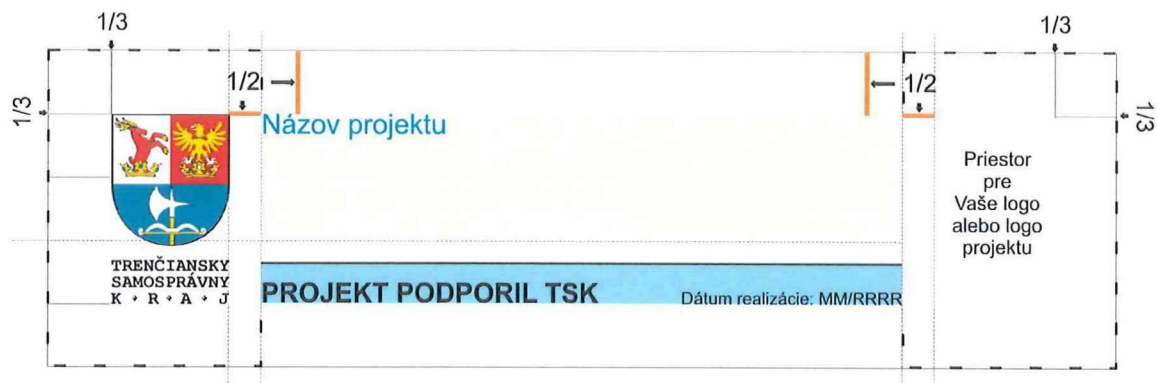 1/3
1/3
1/2
1/2
1/3
1/3
Názov projektu
Priestor
pre
Vaše logo
alebo logo
projektu
TRENČIANSKY
SAMOSPRÁVNY
K • R • A • J
PROJEKT PODPORIL TSK
Dátum realizácie: MM/RRRR